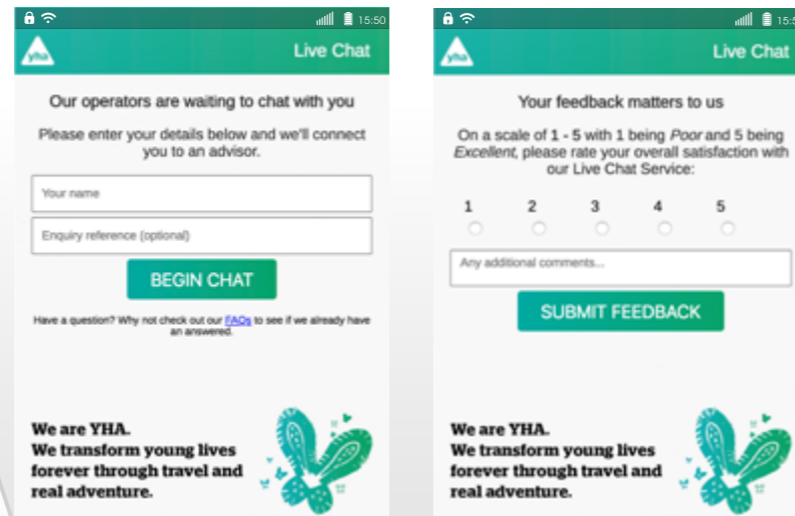 15:50
yha
Live Chat
Our operators are waiting to chat with you
Please enter your details below and we'll connect
you to an advisor.
Your name
Enquiry reference (optional)
BEGIN CHAT
Have a question? Why not check out our FAQs to see if we already have
an answered.
We are YHA.
We transform young lives
forever through travel and
real adventure.
15:5
yha
Live Chat
Your feedback matters to us
On a scale of 1 - 5 with 1 being Poor and 5 being
Excellent, please rate your overall satisfaction with
our Live Chat Service:
1 2 3 4 5
Any additional comments...
SUBMIT FEEDBACK
We are YHA.
We transform young lives
forever through travel and
real adventure.